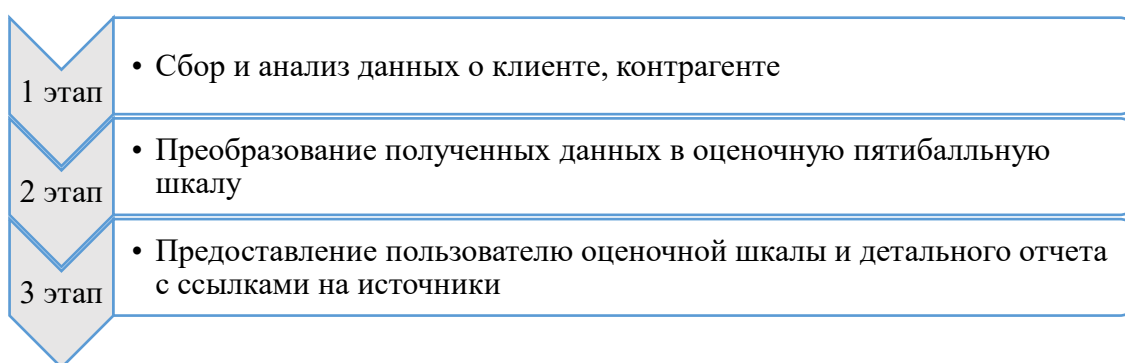 1 этап
• Сбор и анализ данных о клиенте, контрагенте
2 этап
• Преобразование полученных данных в оценочную пятибалльную
шкалу
3 этап
• Предоставление пользователю оценочной шкалы и детального отчета
с ссылками на источники